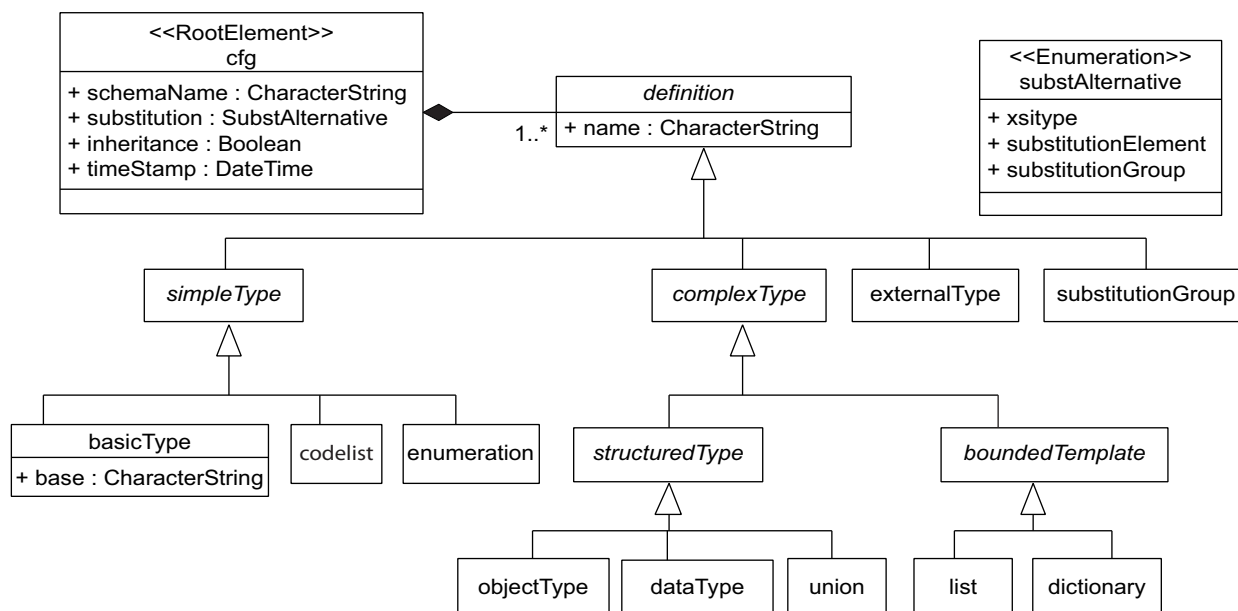 <<RootElement>>
cfg
+ schemaName : CharacterString
+ substitution : SubstAlternative
+ inheritance : Boolean
+ timeStamp : DateTime
1..*
definition
+ name : CharacterString
<<Enumeration>>
substAlternative
+ xsitype
+ substitutionElement
+ substitutionGroup
simpleType
complexType
externalType
substitutionGroup
basicType
+ base : CharacterString
codelist
enumeration
structuredType
boundedTemplate
objectType
dataType
union
list
dictionary